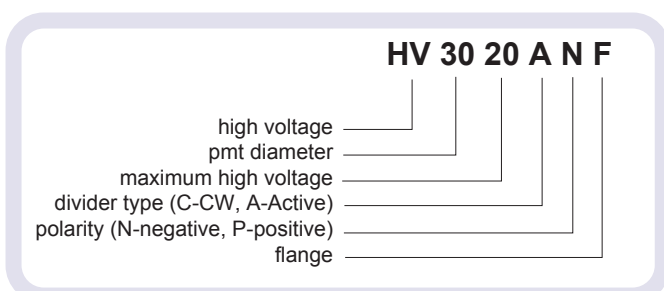 HV 30 20 A N F
high voltage
pmt diameter
maximum high voltage
divider type (C-CW, A-Active)
polarity (N-negative, P-positive)
flange